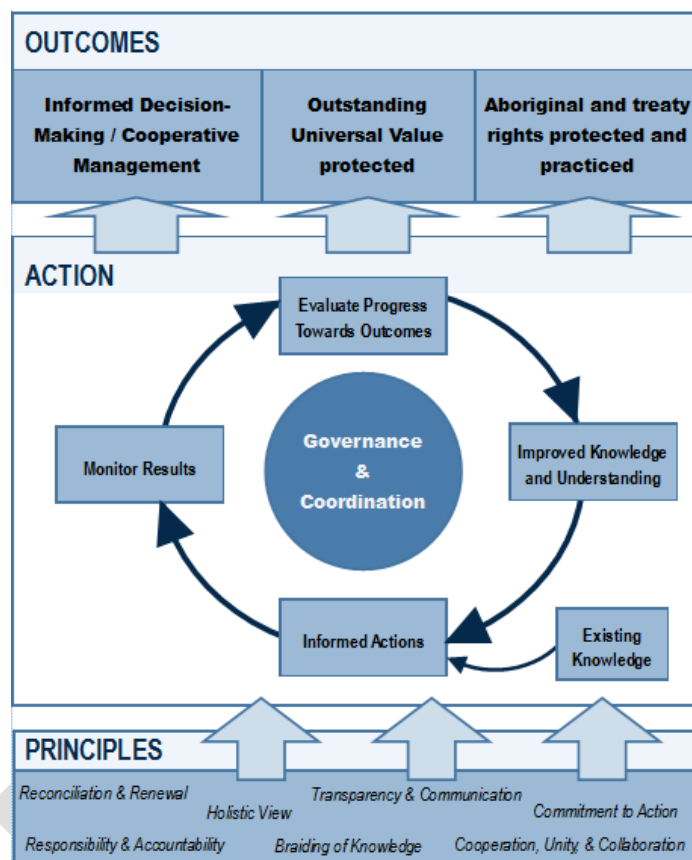 OUTCOMES
Informed Decision-
Making / Cooperative
Management
Outstanding
Universal Value
protected
Aboriginal and treaty
rights protected and
practiced
ACTION
Evaluate Progress
Towards Outcomes
Monitor Results
Governance
&
Coordination
Improved Knowledge
and Understanding
Informed Actions
Existing
Knowledge
PRINCIPLES
Reconciliation & Renewal
Holistic View
Transparency & Communication
Commitment to Action
Responsibility & Accountability
Braiding of Knowledge
Cooperation, Unity, & Collaboration